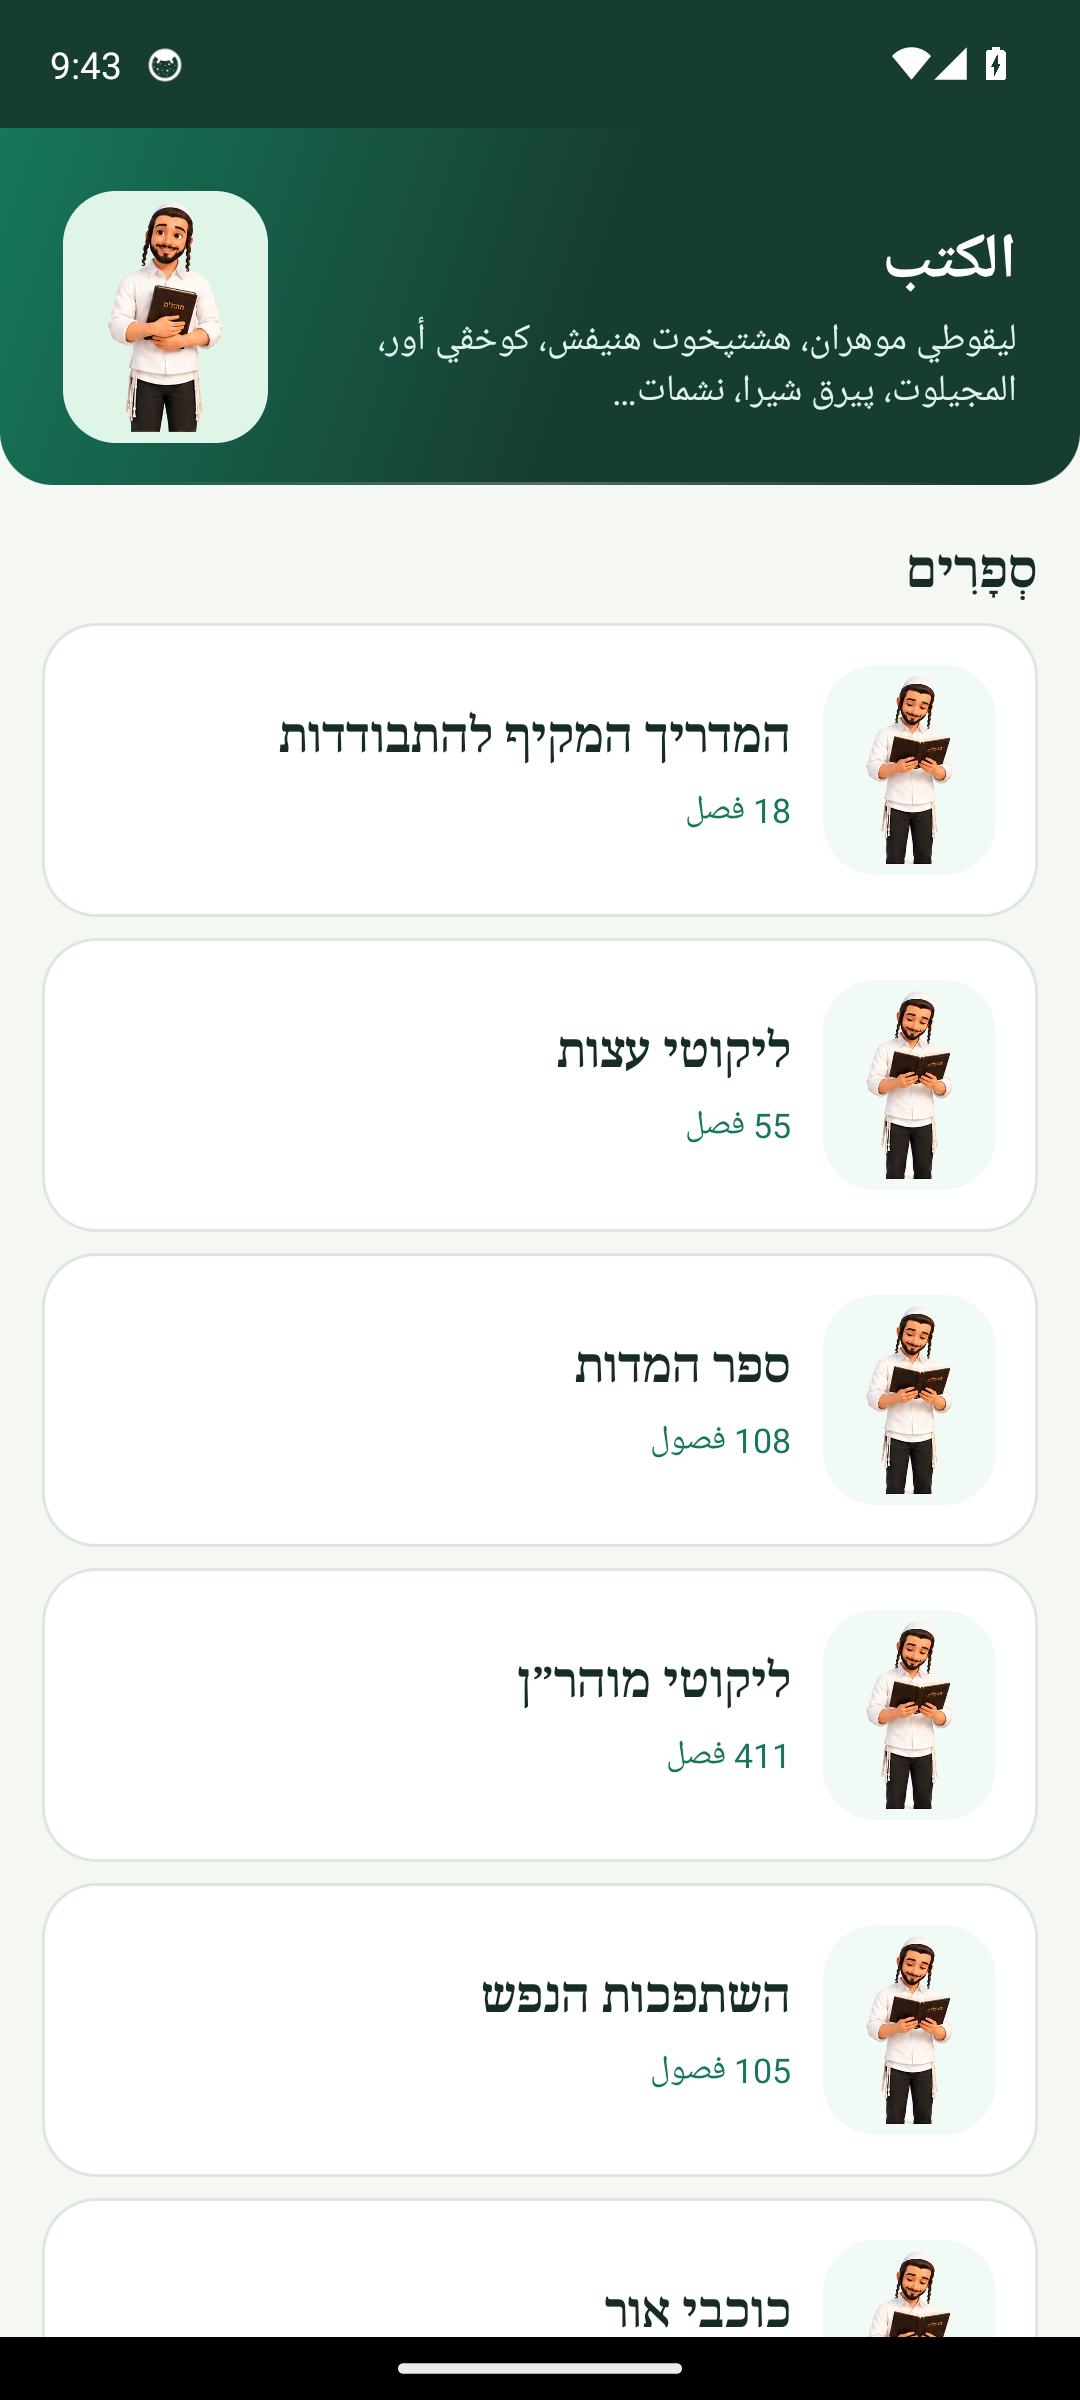 9:43
الكتب
ليقوطي موهران، هشتپخوت هنيفش، كوخڤي أور،
المجيلوت، پيرق شيرا، نشمات...
סְפָרִים
המדריך המקיף להתבודדות
18 فصل
ליקוטי עצות
55 فصل
ספר המדות
108 فصول
ליקוטי מוהר״ן
411 فصل
השתפכות הנפש
105 فصول
כוכבי אור